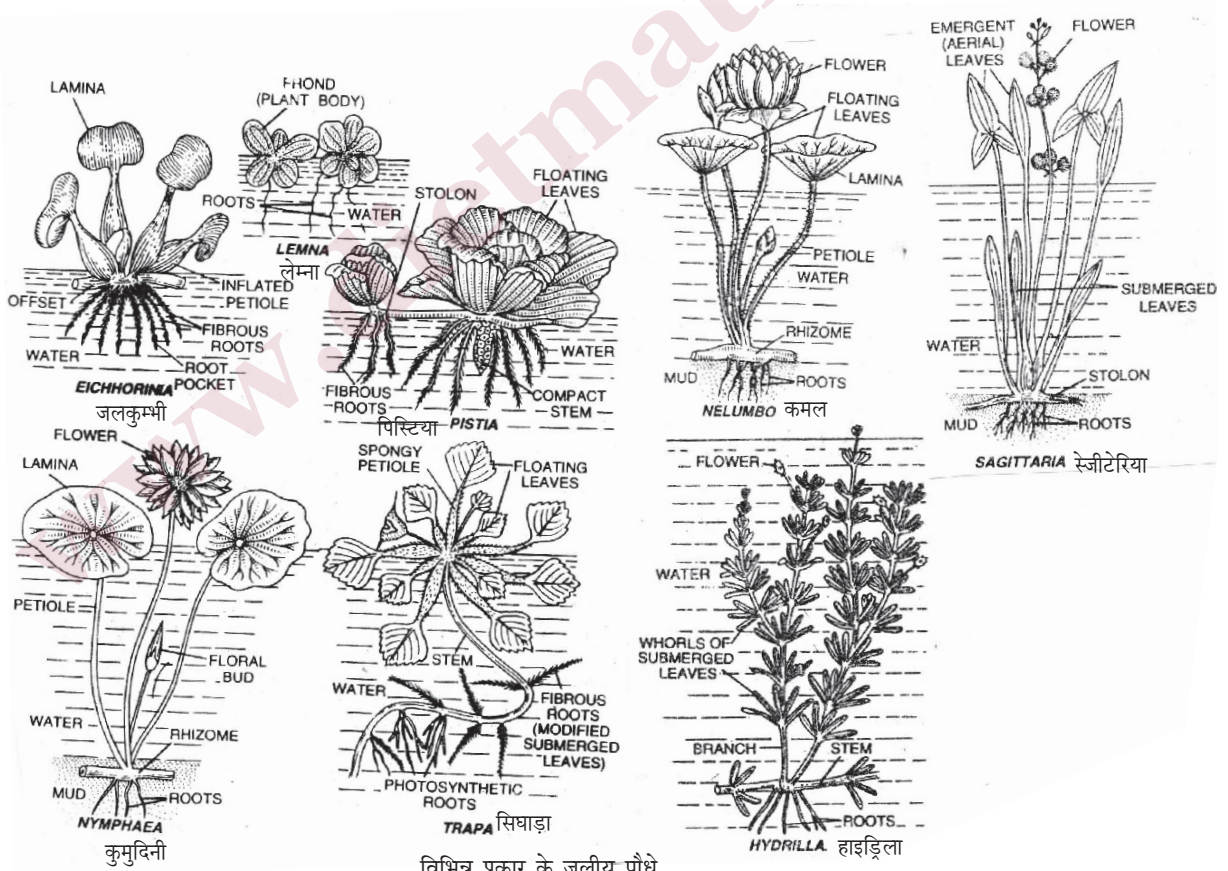 LAMINA
FROND
(PLANT BODY)
ROOTS
WATER
LEMNA
लेम्ना
OFFSET
INFLATED
PETIOLE
FIBROUS
ROOTS
WATER
ROOT
POCKET
EICHHORINIA
जलकुम्भी
STOLON
FLOATING
LEAVES
WATER
FIBROUS
ROOTS
COMPACT
STEM
पिस्टिया PISTIA
FLOWER
FLOATING
LEAVES
LAMINA
PETIOLE
WATER
RHIZOME
MUD
ROOTS
NELUMBO कमल
EMERGENT
(AERIAL)
LEAVES
FLOWER
SUBMERGED
LEAVES
WATER
STOLON
MUD
ROOTS
SAGITTARIA स्जीटेरिया
FLOWER
LAMINA
PETIOLE
FLORAL
BUD
WATER
RHIZOME
MUD
ROOTS
NYMPHAEA
कुमुदिनी
SPONGY
PETIOLE
FLOATING
LEAVES
STEM
WATER
FIBROUS
ROOTS
(MODIFIED
SUBMERGED
LEAVES)
PHOTOSYNTHETIC
ROOTS
TRAPA सिघाड़ा
FLOWER
WATER
WHORLS OF
SUBMERGED
LEAVES
BRANCH
STEM
ROOTS
HYDRILLA हाइड्रिला
विभिन्न प्रकार के जलीय पौधे